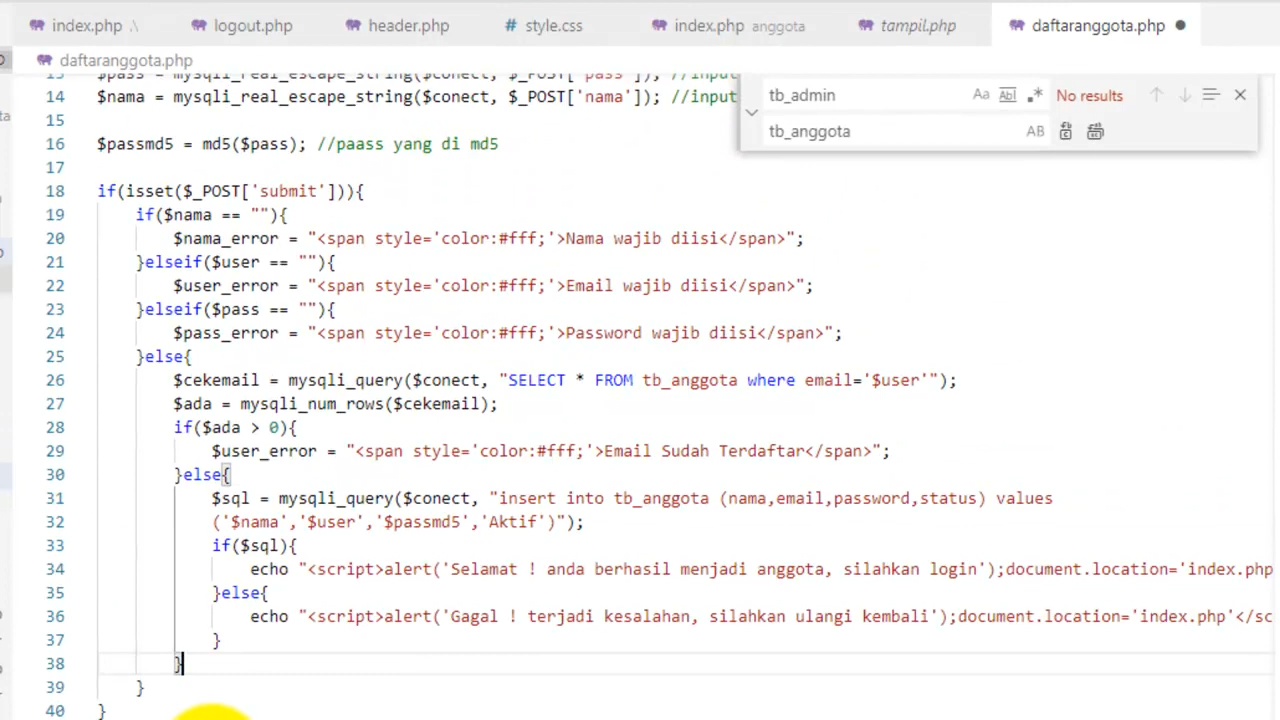 index.php .\ logout.php header.php style.css index.php anggota tampil.php daftaranggota.php
daftaranggota.php
tb_admin No results
tb_anggota
$pass = mysqli_real_escape_string($conect, $_POST['pass']); //input
14 $nama = mysqli_real_escape_string($conect, $_POST['nama']); //input
15
16 $passmd5 = md5($pass); //paass yang di md5
17
18 if(isset($_POST['submit'])){
19 if($nama == ""){
20 $nama_error = "<span style='color:#fff;'>Nama wajib diisi</span>";
21 }elseif($user == ""){
22 $user_error = "<span style='color:#fff;'>Email wajib diisi</span>";
23 }elseif($pass == ""){
24 $pass_error = "<span style='color:#fff;'>Password wajib diisi</span>";
25 }else{
26 $cekemail = mysqli_query($conect, "SELECT * FROM tb_anggota where email='$user'");
27 $ada = mysqli_num_rows($cekemail);
28 if($ada > 0){
29 $user_error = "<span style='color:#fff;'>Email Sudah Terdaftar</span>";
30 }else{
31 $sql = mysqli_query($conect, "insert into tb_anggota (nama,email,password,status) values
32 ('$nama','$user','$passmd5','Aktif')");
33 if($sql){
34 echo "<script>alert('Selamat ! anda berhasil menjadi anggota, silahkan login');document.location='index.php
35 }else{
36 echo "<script>alert('Gagal ! terjadi kesalahan, silahkan ulangi kembali');document.location='index.php'</sc
37 }
38 }
39 }
40 }